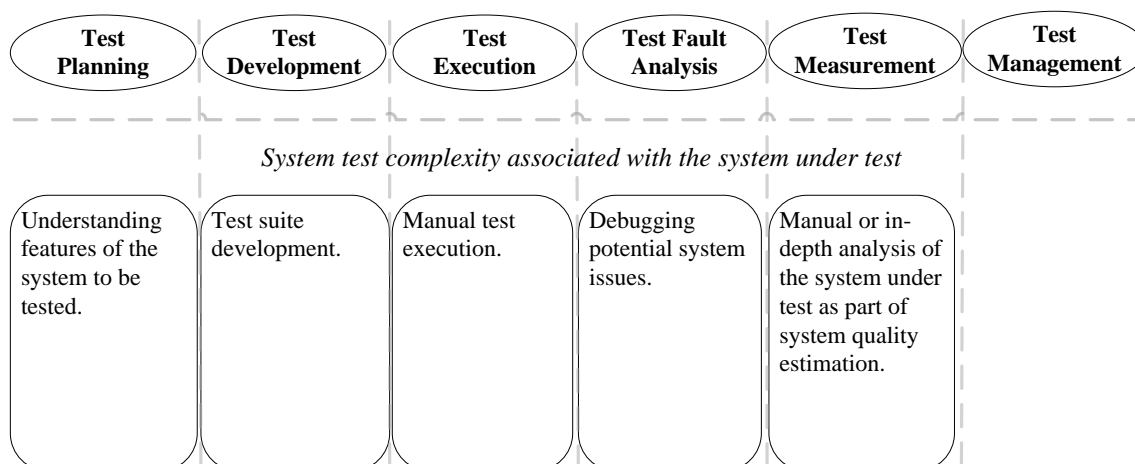 Test
Planning
Test
Development
Test
Execution
Test Fault
Analysis
Test
Measurement
Test
Management
System test complexity associated with the system under test
Understanding
features of the
system to be
tested.
Test suite
development.
Manual test
execution.
Debugging
potential system
issues.
Manual or in-
depth analysis of
the system under
test as part of
system quality
estimation.